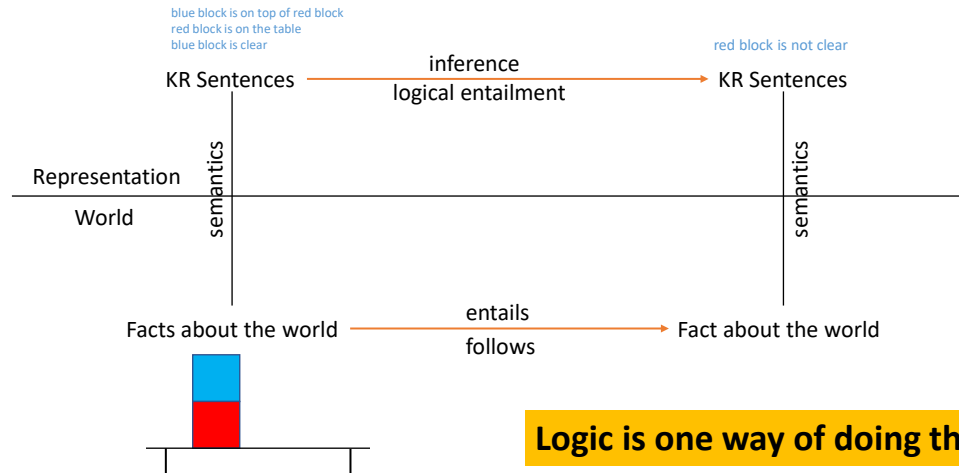 blue block is on top of red block
red block is on the table
blue block is clear
red block is not clear
KR Sentences
inference
logical entailment
KR Sentences
semantics
semantics
Representation
World
Facts about the world
entails
follows
Fact about the world
Logic is one way of doing th